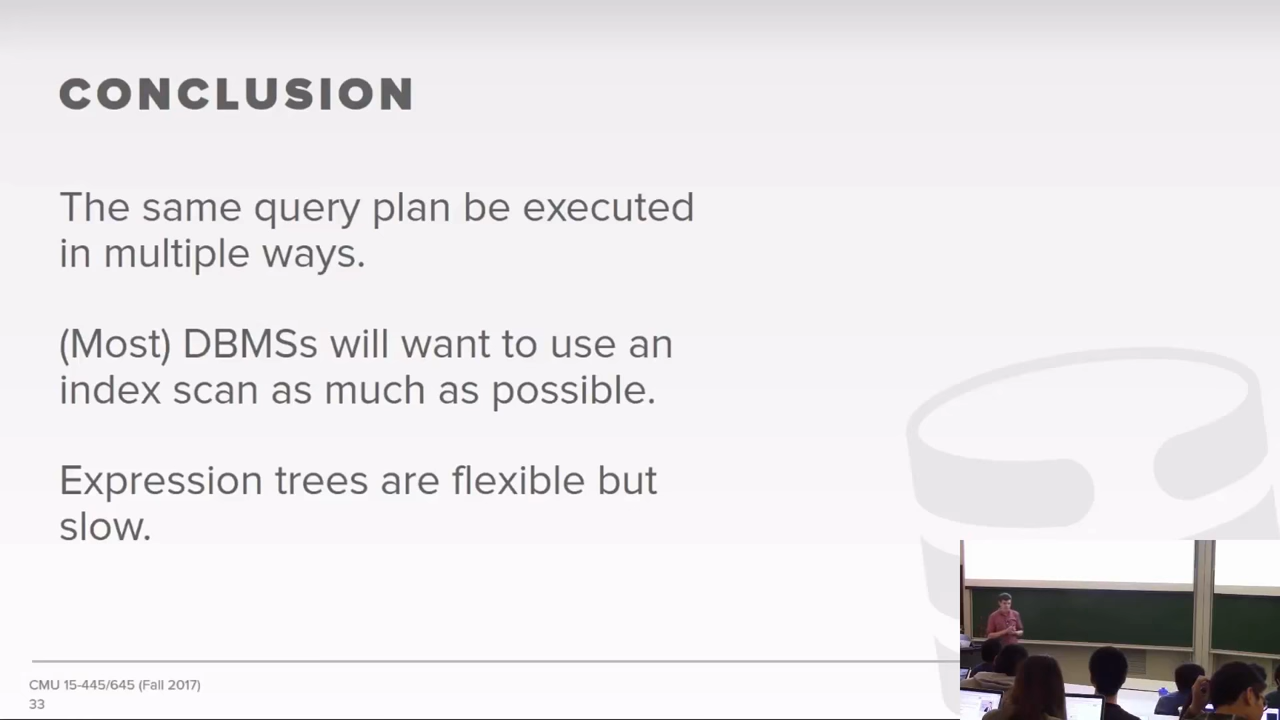 CONCLUSION
The same query plan be executed
in multiple ways.
(Most) DBMSs will want to use an
index scan as much as possible.
Expression trees are flexible but
slow.
CMU 15-445/645 (Fall 2017)
33